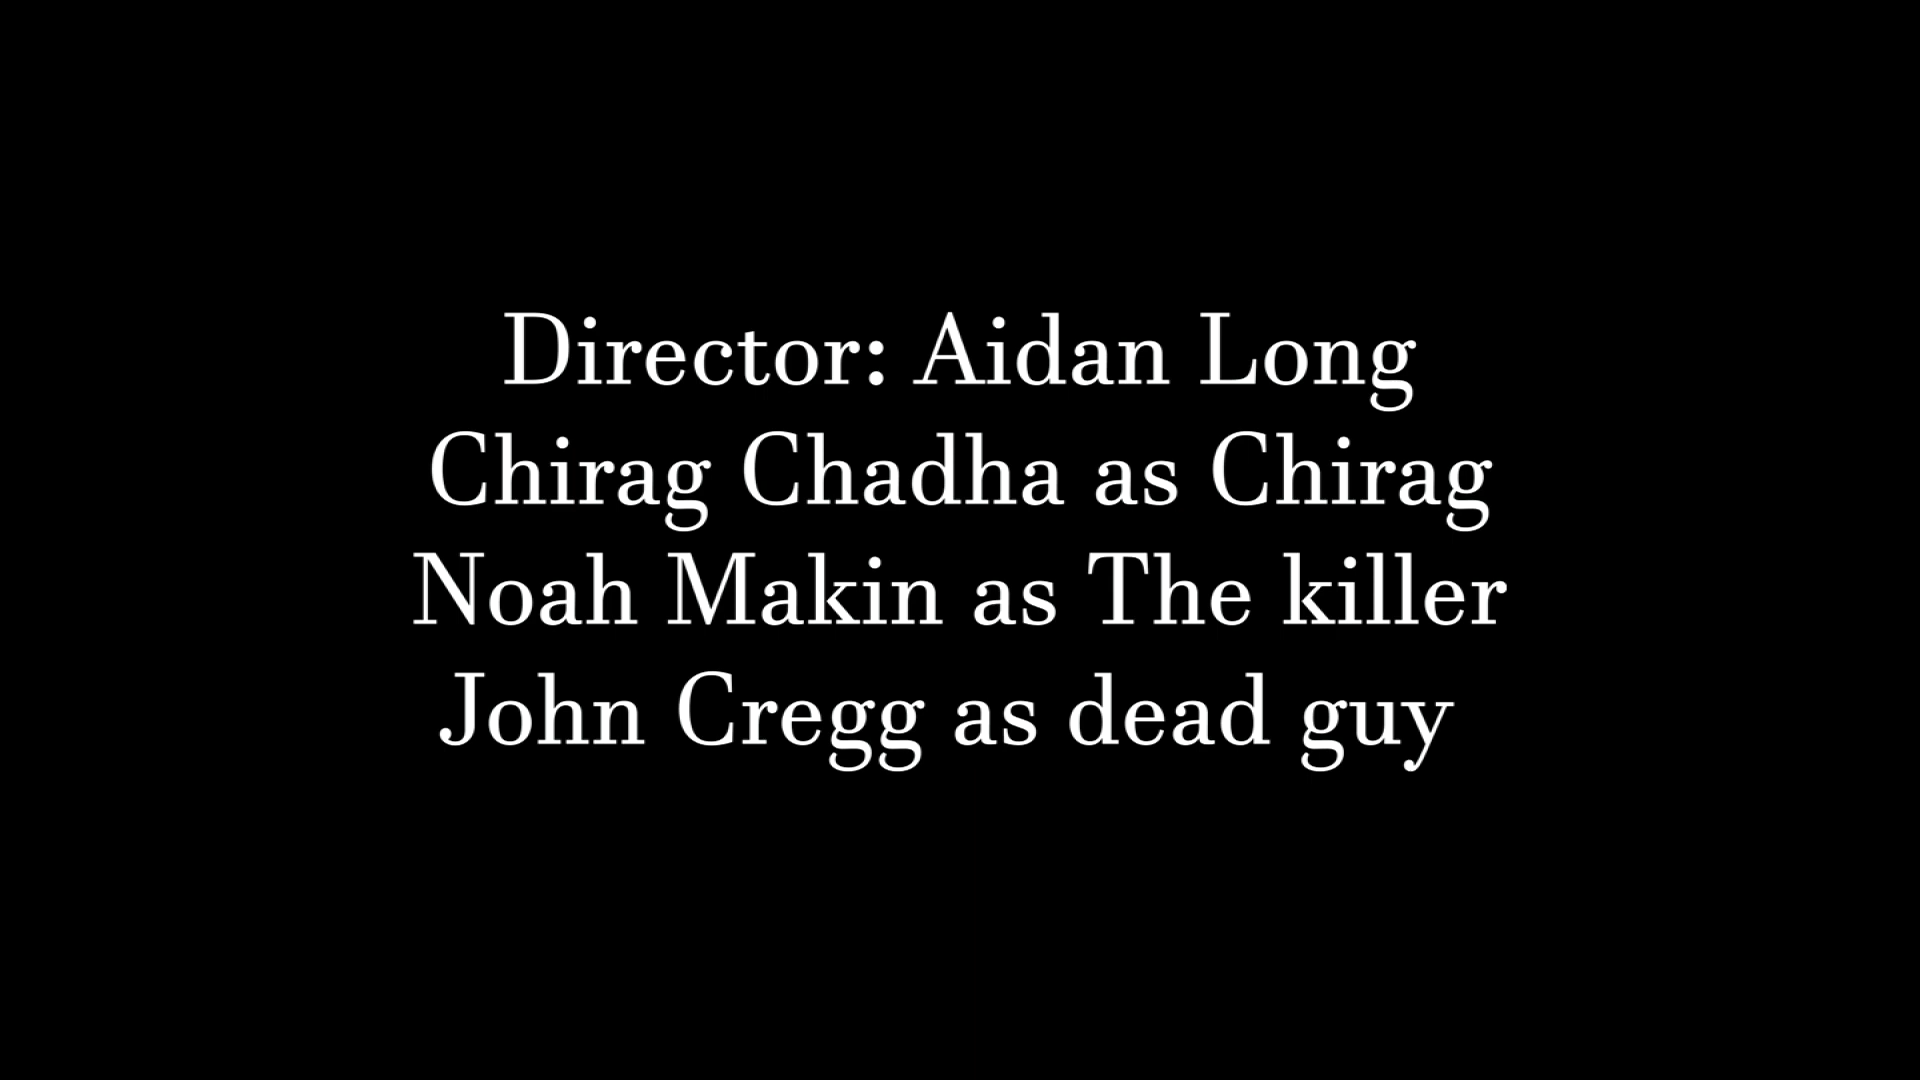 Director: Aidan Long
Chirag Chadha as Chirag
Noah Makin as The killer
John Cregg as dead guy